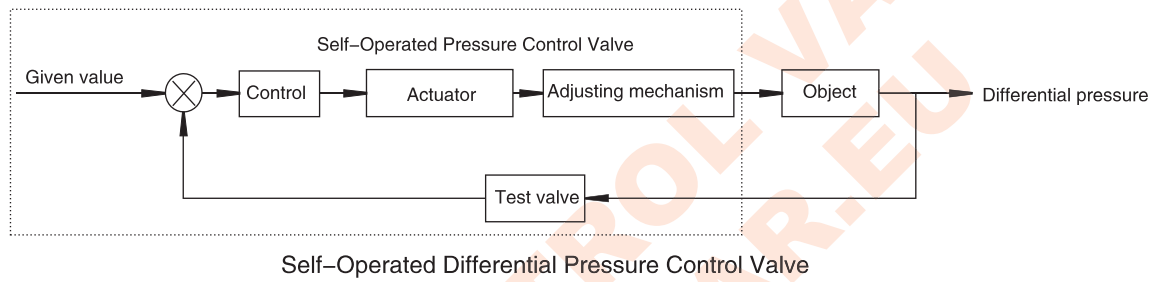 Self-Operated Pressure Control Valve
Given value
Control
Actuator
Adjusting mechanism
Object
Differential pressure
Test valve
Self-Operated Differential Pressure Control Valve